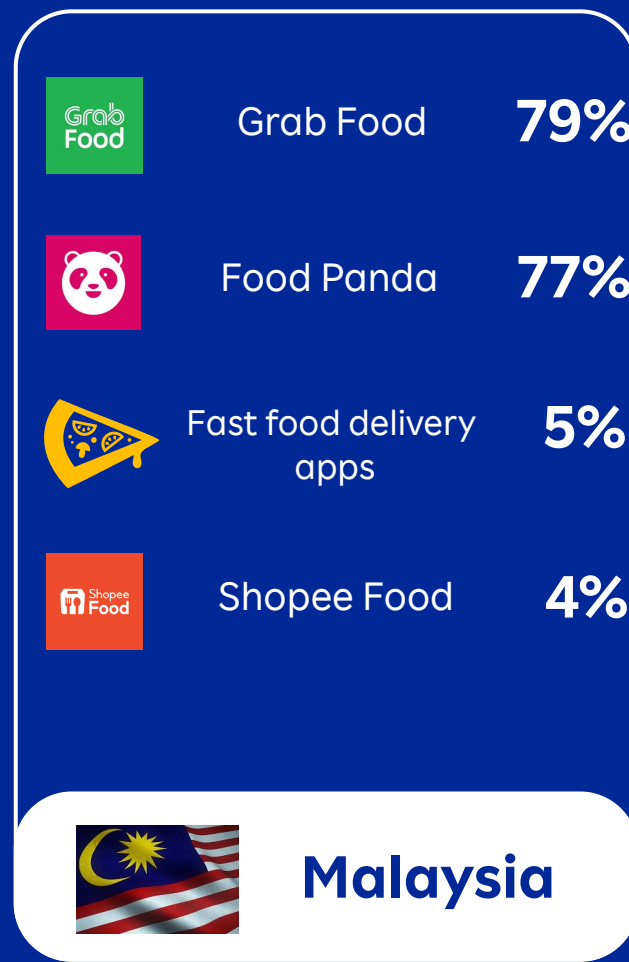 Grab
Food
Grab Food
79%
Food Panda
77%
Fast food delivery
apps
5%
Shopee
Food
Shopee Food
4%
Malaysia